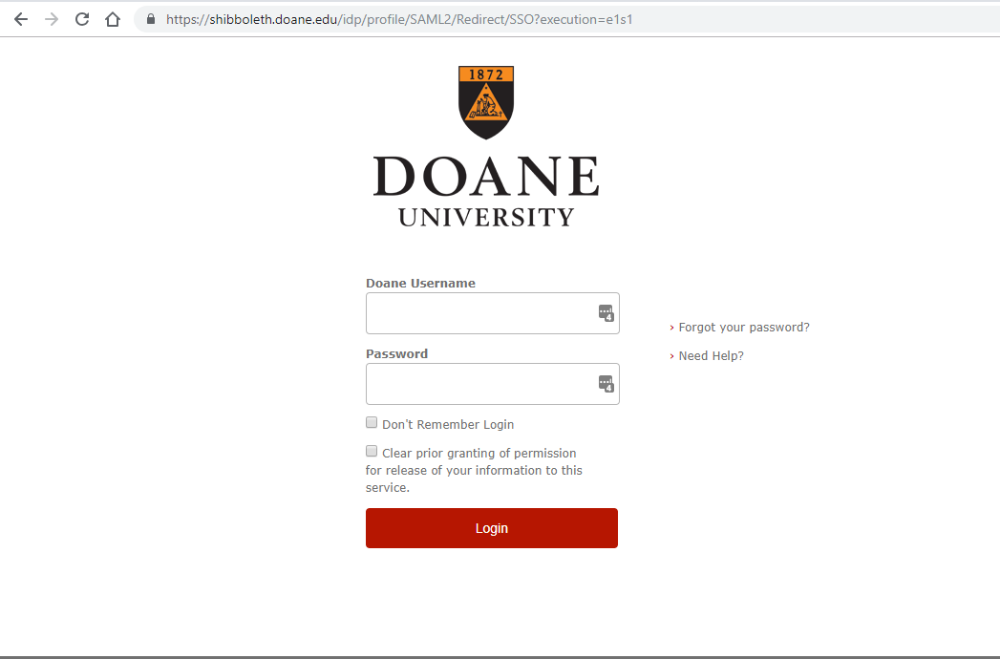 https://shibboleth.doane.edu/idp/profile/SAML2/Redirect/SSO?execution=e1s1
1872
DOANE
UNIVERSITY
Doane Username
4
Forgot your password?
Need Help?
Password
4
Don't Remember Login
Clear prior granting of permission
for release of your information to this
service.
Login